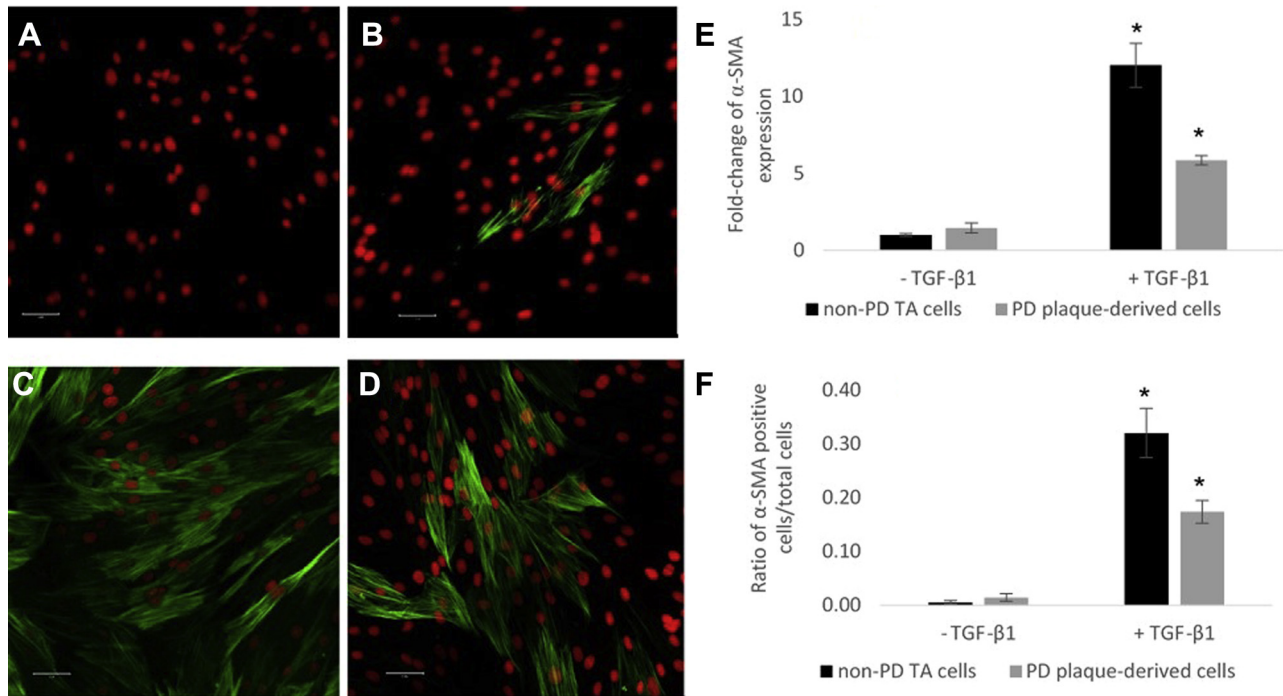 A
B
C
D
E
Fold-change of α-SMA
expression
15
10
5
0
*
*
- TGF-β1
+ TGF-β1
non-PD TA cells
PD plaque-derived cells
F
Ratio of α-SMA positive
cells/total cells
0.40
0.30
0.20
0.10
0.00
*
*
- TGF-β1
+ TGF-β1
non-PD TA cells
PD plaque-derived cells